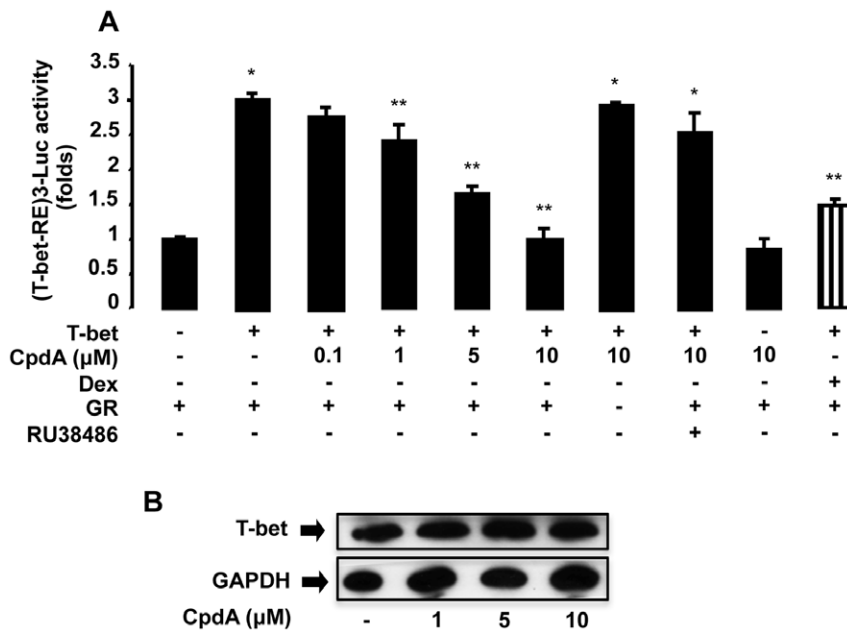 A
(T-bet-RE)3-Luc activity
(folds)
3.5
3
2.5
2
1.5
1
0.5
0
* ** ** ** * * **
T-bet - + + + + + + + - +
CpdA (µM) - - 0.1 1 5 10 10 10 10 -
Dex - - - - - - - - - +
GR + + + + + + - + + +
RU38486 - - - - - - - + - -
B
T-bet
GAPDH
CpdA (µM) - 1 5 10